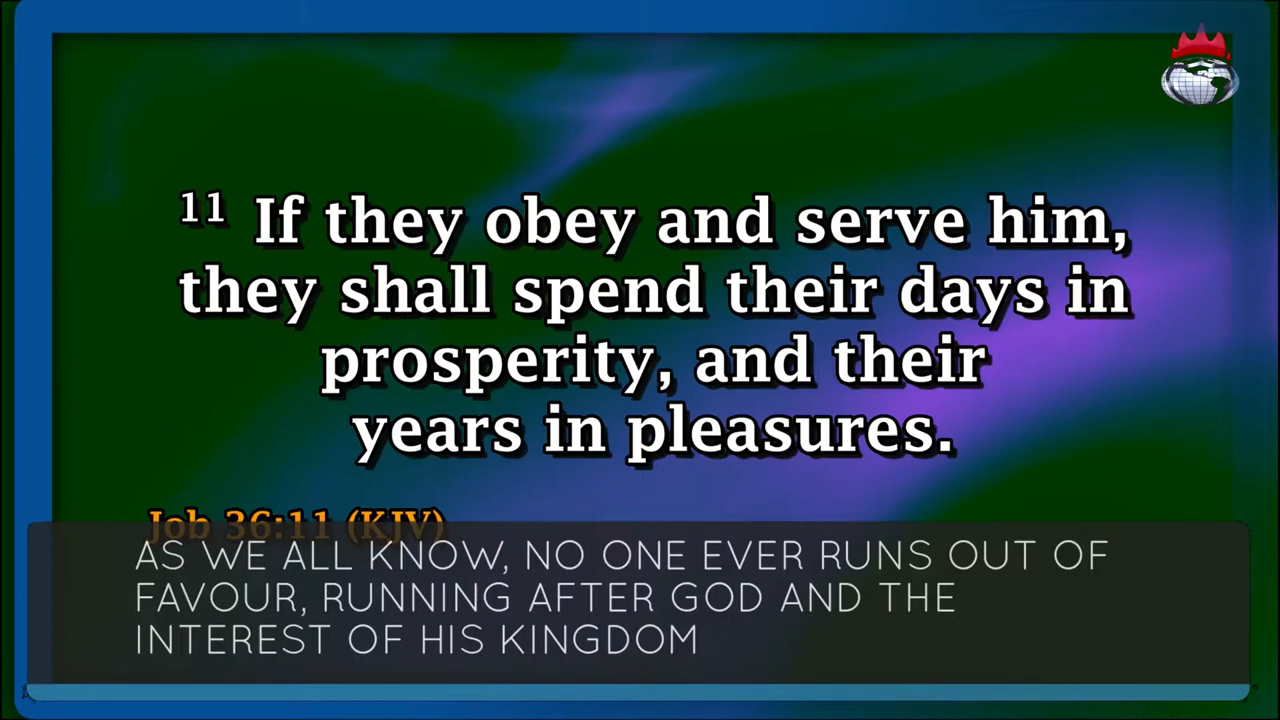 11 If they obey and serve him,
they shall spend their days in
prosperity, and their
years in pleasures.
Job 36:11 (KJV)
AS WE ALL KNOW, NO ONE EVER RUNS OUT OF
FAVOUR, RUNNING AFTER GOD AND THE
INTEREST OF HIS KINGDOM